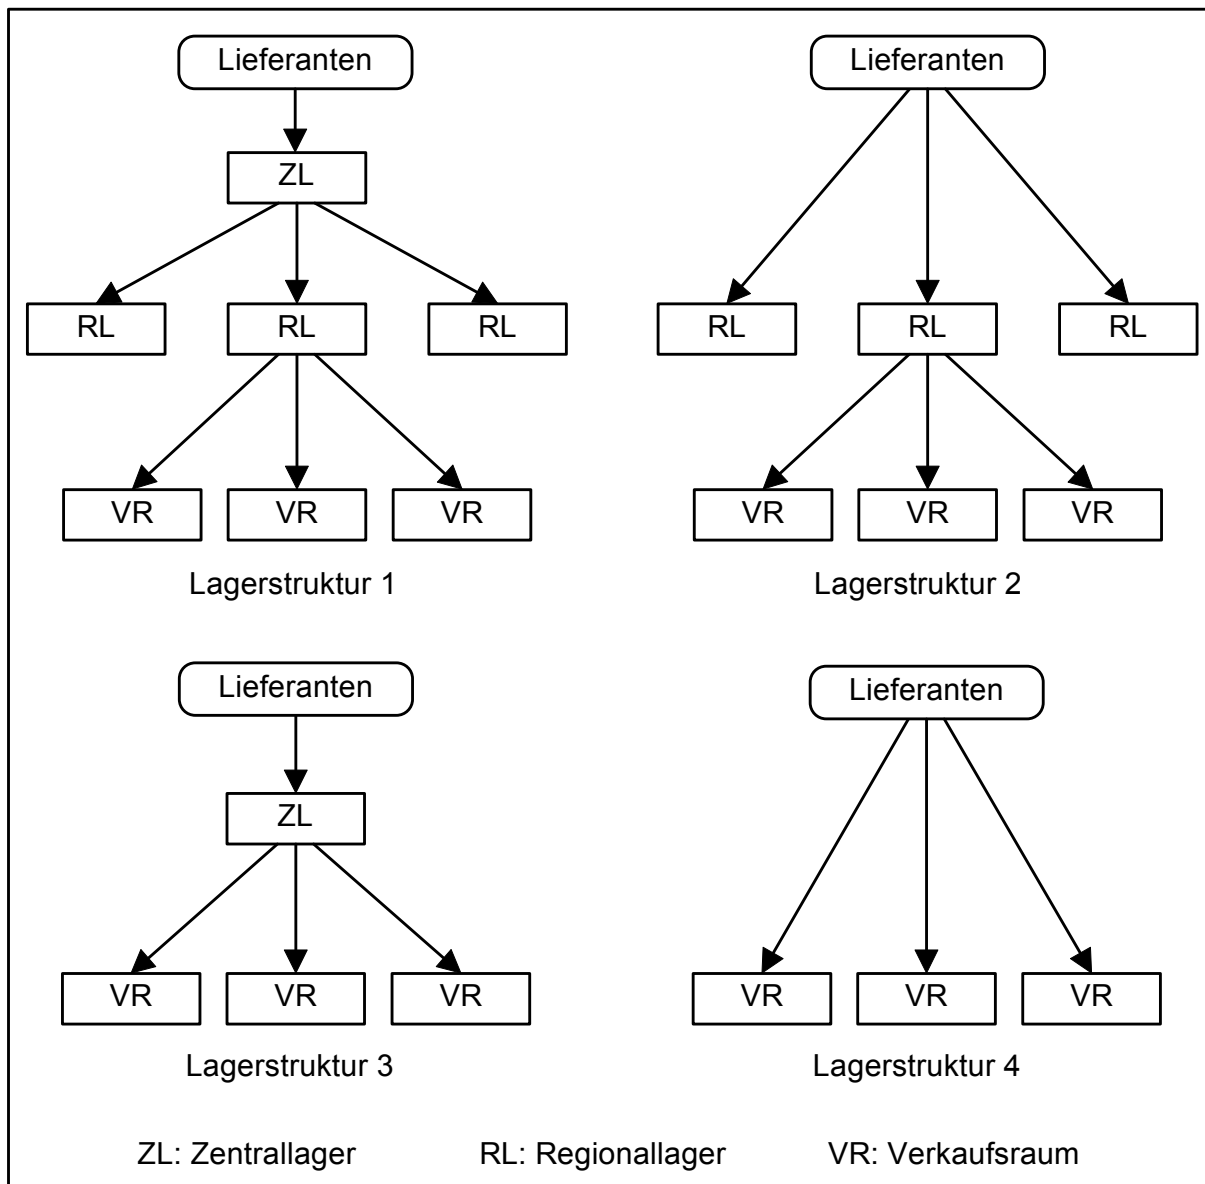 Lieferanten
ZL
RL RL RL
VR VR VR
Lagerstruktur 1
Lieferanten
RL RL RL
VR VR VR
Lagerstruktur 2
Lieferanten
ZL
VR VR VR
Lagerstruktur 3
Lieferanten
VR VR VR
Lagerstruktur 4
ZL: Zentrallager RL: Regionallager VR: Verkaufsraum